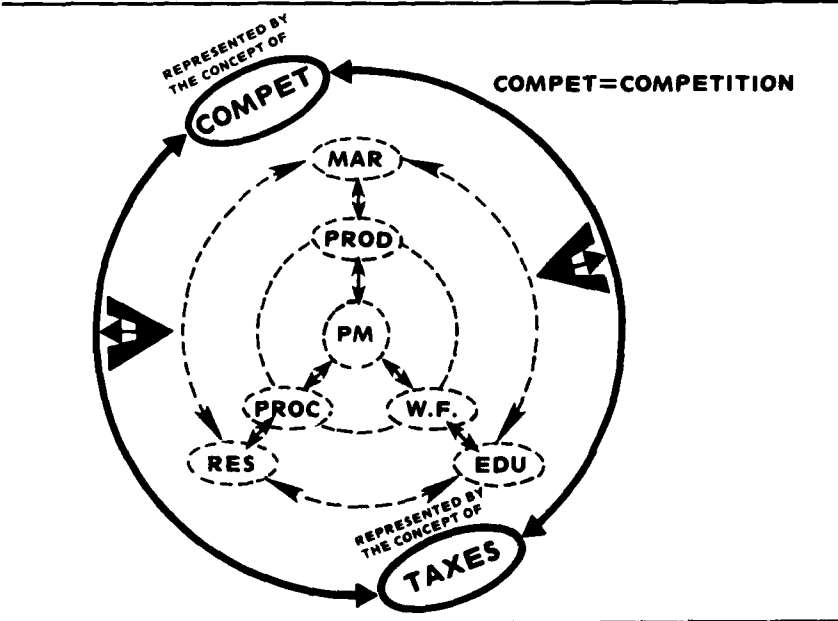 REPRESENTED BY
THE CONCEPT OF
COMPET
COMPET=COMPETITION
MAR
PROD
PM
PROC
W.F.
RES
EDU
REPRESENTED BY
THE CONCEPT OF
TAXES